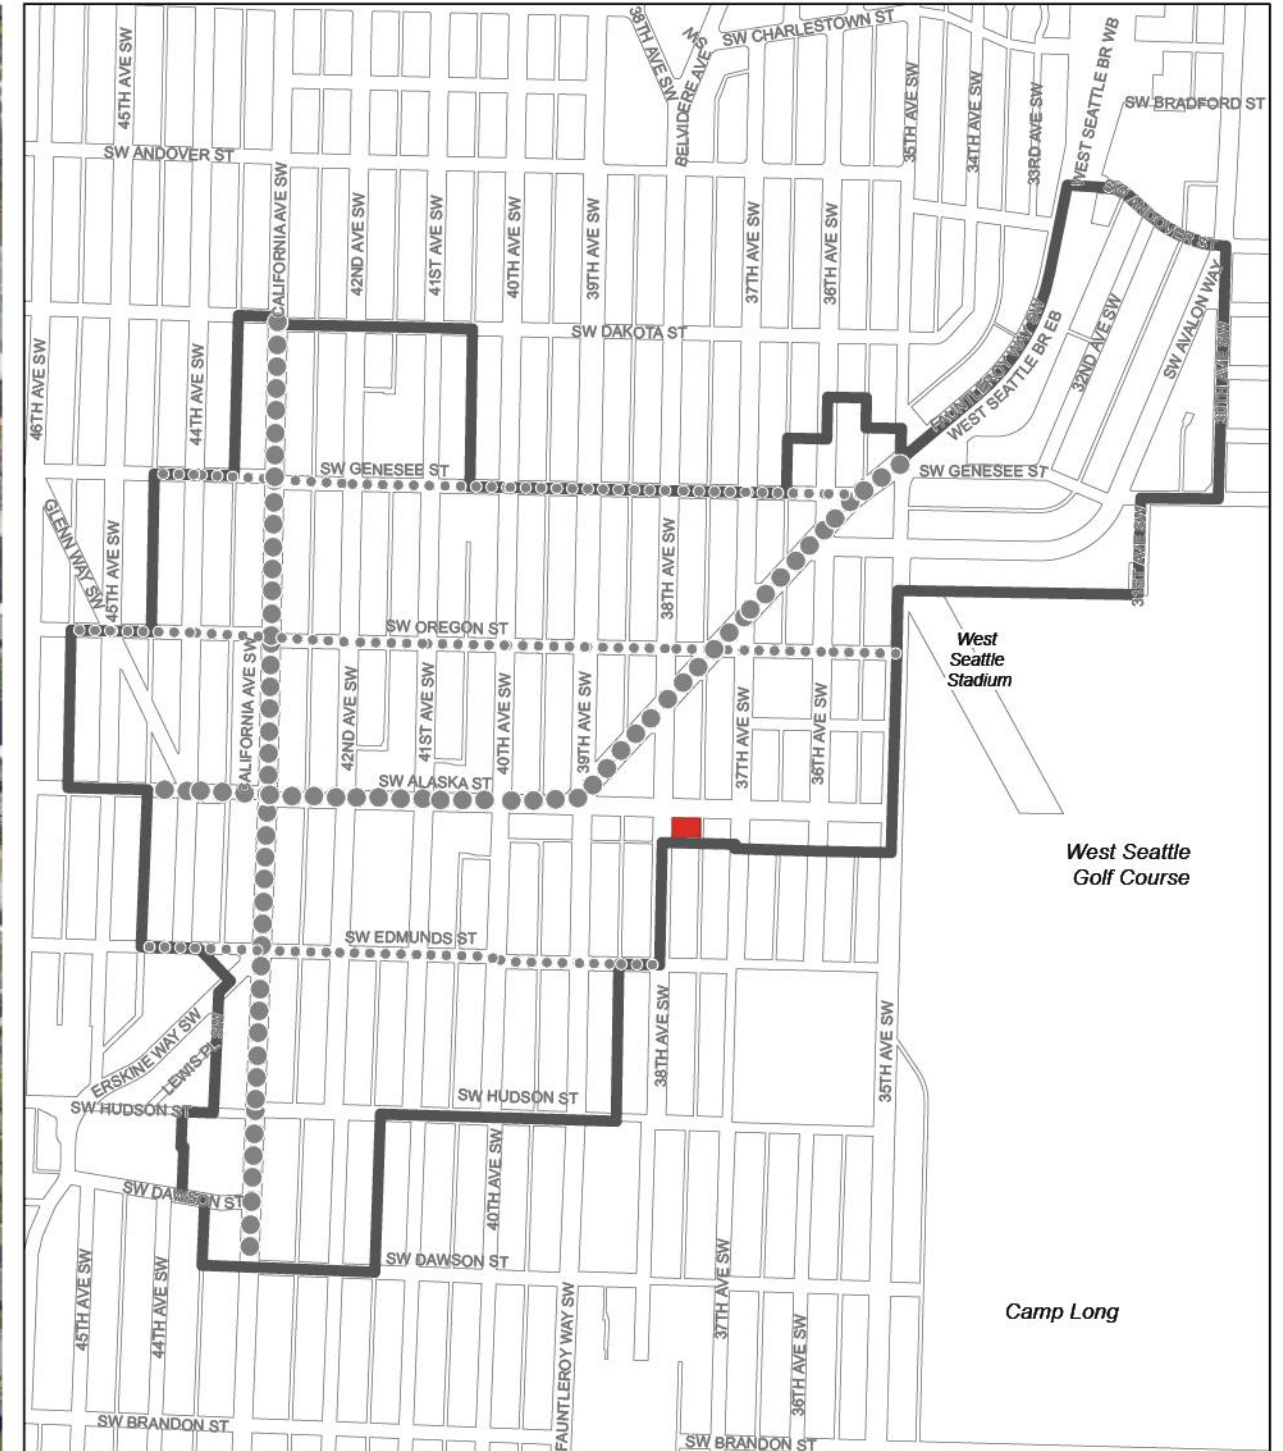 45TH AVE SW
38TH AVE SW
BELVIDERE AVE SW
SW CHARLESTOWN ST
35TH AVE SW
34TH AVE SW
33RD AVE SW
WEST SEATTLE BR WB
SW BRADFORD ST
SW ANDOVER ST
CALIFORNIA AVE SW
42ND AVE SW
41ST AVE SW
40TH AVE SW
39TH AVE SW
37TH AVE SW
36TH AVE SW
SW ANDOVER ST
46TH AVE SW
44TH AVE SW
SW DAKOTA ST
FAUNTLEROY WAY SW
WEST SEATTLE BR EB
32ND AVE SW
SW AVALON WAY
30TH AVE SW
SW GENESEE ST
SW GENESEE ST
GLENN WAY SW
45TH AVE SW
38TH AVE SW
31ST AVE SW
SW OREGON ST
West
Seattle
Stadium
CALIFORNIA AVE SW
42ND AVE SW
41ST AVE SW
40TH AVE SW
39TH AVE SW
37TH AVE SW
36TH AVE SW
SW ALASKA ST
West Seattle
Golf Course
SW EDMUNDS ST
ERSKINE WAY SW
LEWIS PL SW
38TH AVE SW
35TH AVE SW
SW HUDSON ST
SW HUDSON ST
40TH AVE SW
SW DAWSON ST
SW DAWSON ST
45TH AVE SW
44TH AVE SW
FAUNTLEROY WAY SW
37TH AVE SW
36TH AVE SW
Camp Long
SW BRANDON ST
SW BRANDON ST